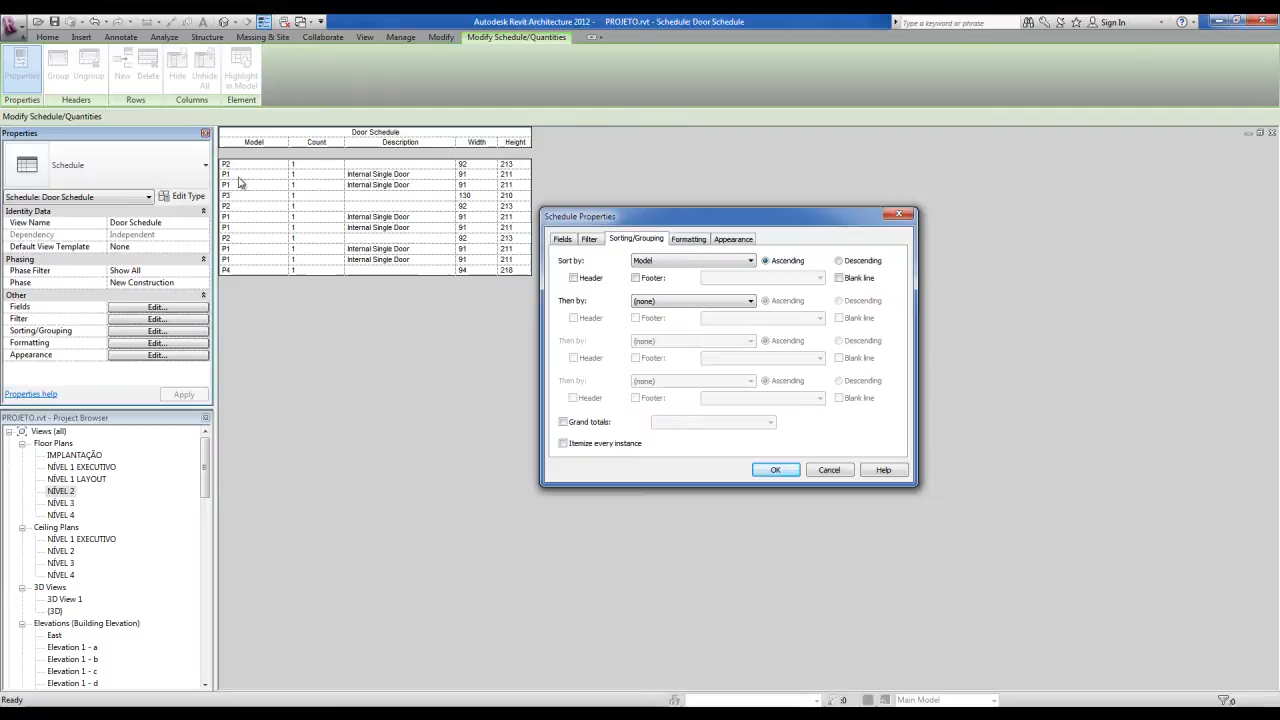 Autodesk Revit Architecture 2012 - PROJETO.rvt - Schedule: Door Schedule
Type a keyword or phrase
Sign In
Home Insert Annotate Analyze Structure Massing & Site Collaborate View Manage Modify Modify Schedule/Quantities
Properties Group Ungroup New Delete Hide Unhide All Highlight in Model
Properties Headers Rows Columns Element
Modify Schedule/Quantities
Properties
Schedule
Schedule: Door Schedule Edit Type
Identity Data
View Name Door Schedule
Dependency Independent
Default View Template None
Phasing
Phase Filter Show All
Phase New Construction
Other
Fields Edit...
Filter Edit...
Sorting/Grouping Edit...
Formatting Edit...
Appearance Edit...
Properties help Apply
PROJETO.rvt - Project Browser
Views (all)
Floor Plans
IMPLANTAÇÃO
NÍVEL 1 EXECUTIVO
NÍVEL 1 LAYOUT
NÍVEL 2
NÍVEL 3
NÍVEL 4
Ceiling Plans
NÍVEL 1 EXECUTIVO
NÍVEL 2
NÍVEL 3
NÍVEL 4
3D Views
3D View 1
{3D}
Elevations (Building Elevation)
East
Elevation 1 - a
Elevation 1 - b
Elevation 1 - c
Elevation 1 - d
Door Schedule
Model Count Description Width Height
P2 1 92 213
P1 1 Internal Single Door 91 211
P1 1 Internal Single Door 91 211
P3 1 130 210
P2 1 92 213
P1 1 Internal Single Door 91 211
P1 1 Internal Single Door 91 211
P2 1 92 213
P1 1 Internal Single Door 91 211
P1 1 Internal Single Door 91 211
P4 1 94 218
Schedule Properties
Fields Filter Sorting/Grouping Formatting Appearance
Sort by: Model Ascending Descending
Header Footer: Blank line
Then by: (none) Ascending Descending
Header Footer: Blank line
Then by: (none) Ascending Descending
Header Footer: Blank line
Then by: (none) Ascending Descending
Header Footer: Blank line
Grand totals:
Itemize every instance
OK Cancel Help
Ready :0 Main Model :0